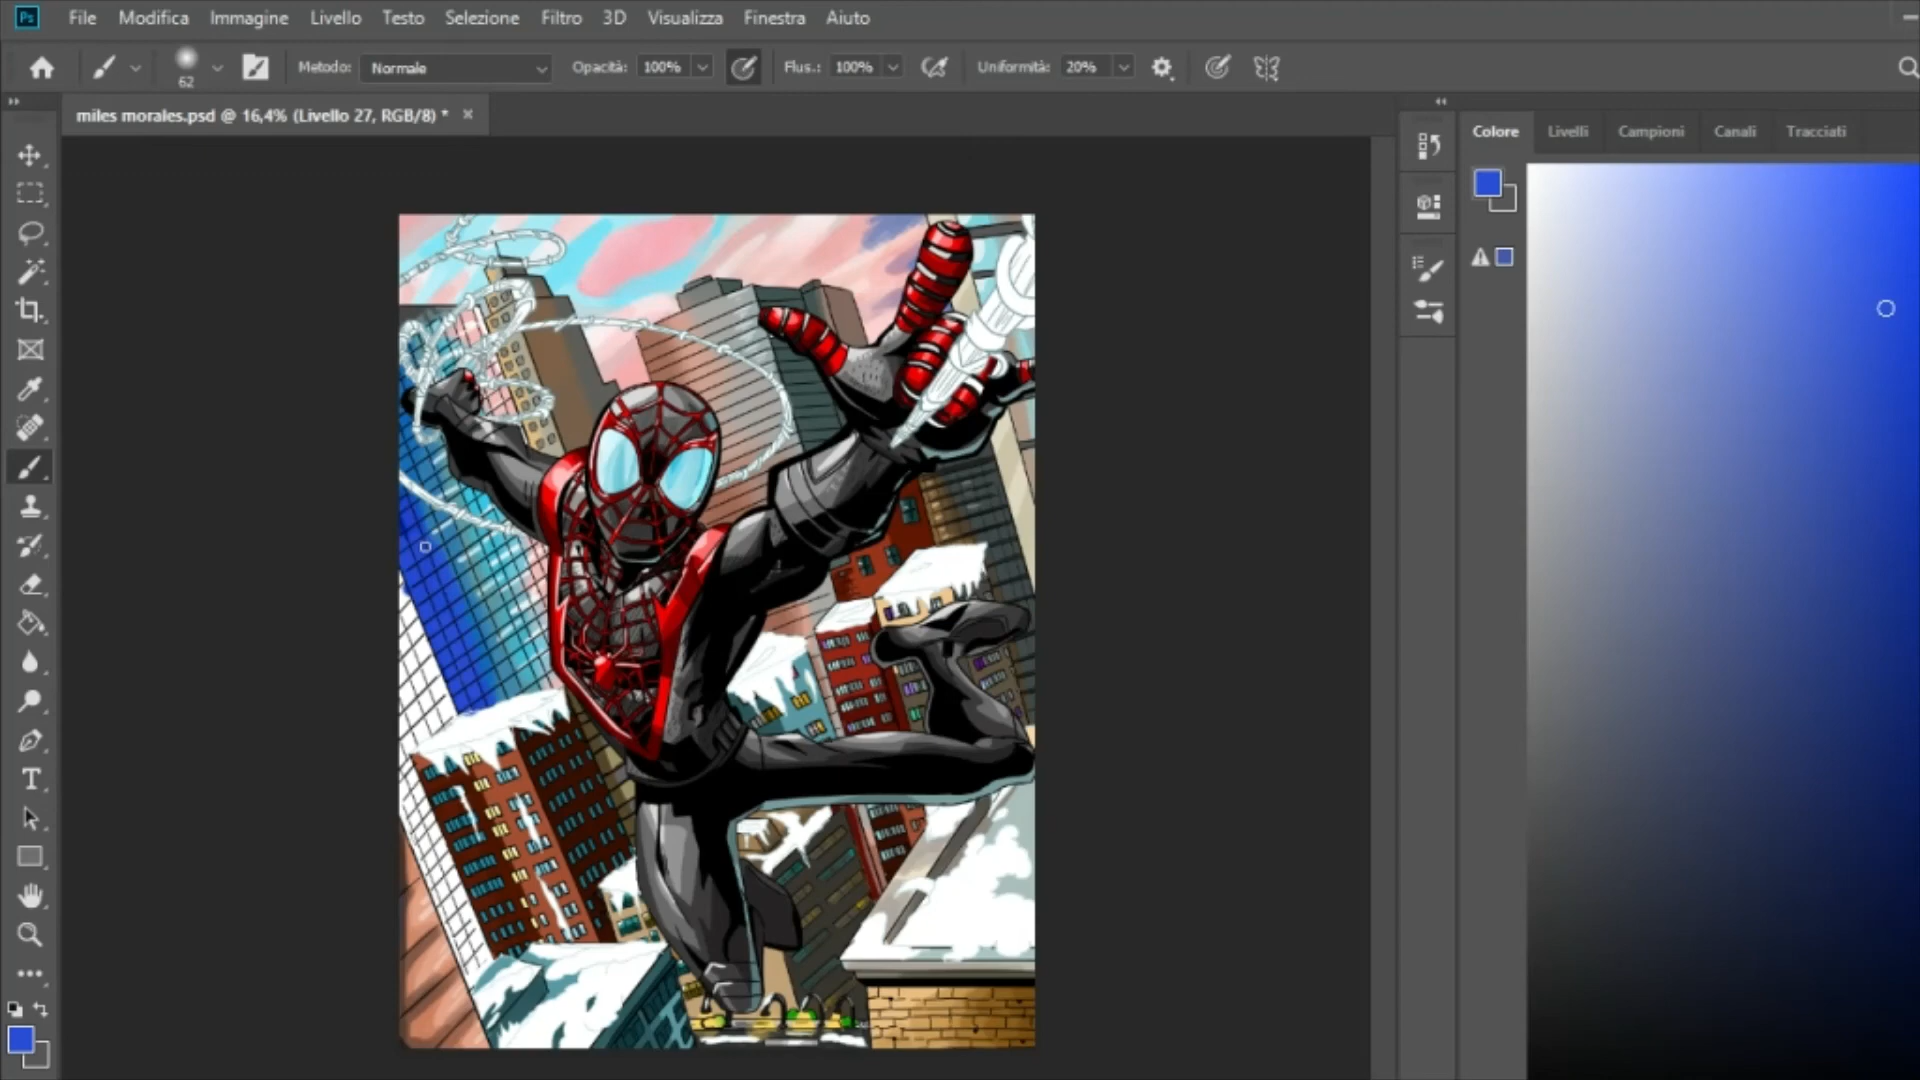 Ps File Modifica Immagine Livello Testo Selezione Filtro 3D Visualizza Finestra Aiuto
62 Metodo: Normale Opacità: 100% Flus.: 100% Uniformità: 20%
miles morales.psd @ 16,4% (Livello 27, RGB/8) * ×
Colore Livelli Campioni Canali Tracciati